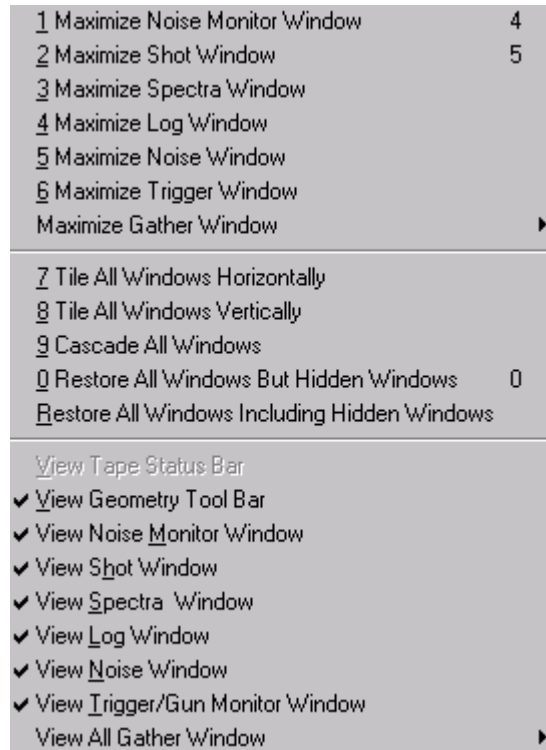 1 Maximize Noise Monitor Window 4
2 Maximize Shot Window 5
3 Maximize Spectra Window
4 Maximize Log Window
5 Maximize Noise Window
6 Maximize Trigger Window
Maximize Gather Window
7 Tile All Windows Horizontally
8 Tile All Windows Vertically
9 Cascade All Windows
0 Restore All Windows But Hidden Windows 0
Restore All Windows Including Hidden Windows
View Tape Status Bar
View Geometry Tool Bar
View Noise Monitor Window
View Shot Window
View Spectra Window
View Log Window
View Noise Window
View Trigger/Gun Monitor Window
View All Gather Window